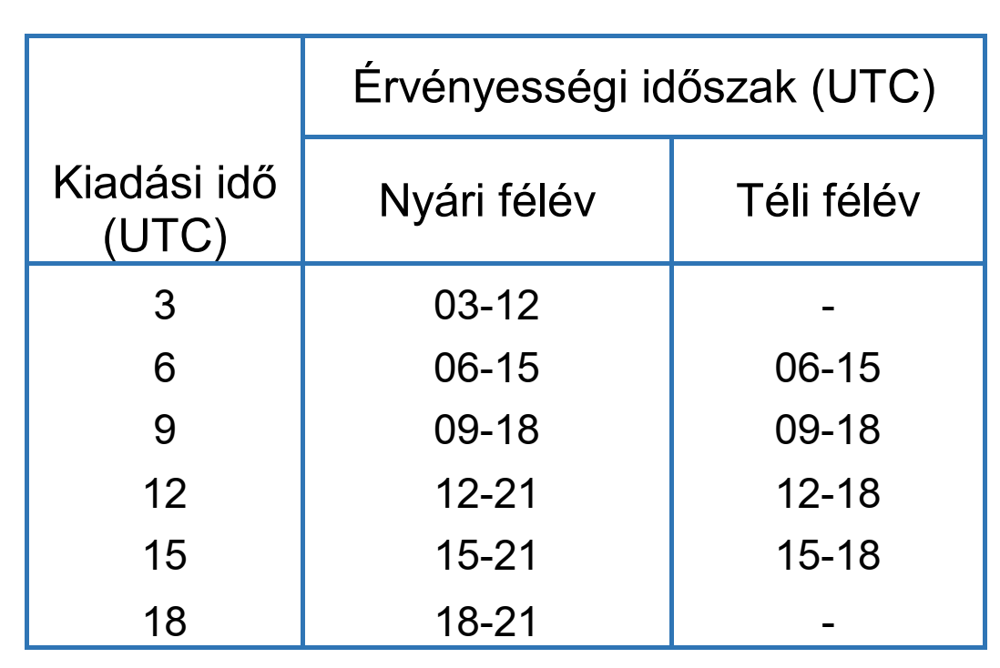 Érvényességi időszak (UTC)
Kiadási idő
(UTC)
Nyári félév
Téli félév
3 03-12 -
6 06-15 06-15
9 09-18 09-18
12 12-21 12-18
15 15-21 15-18
18 18-21 -